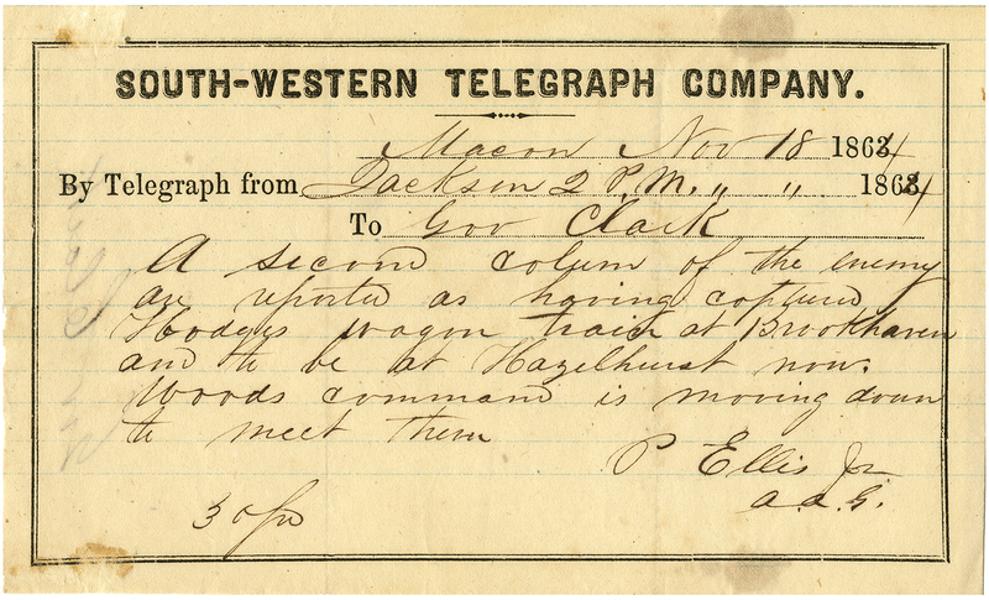 SOUTH-WESTERN TELEGRAPH COMPANY.
Macon Nov 18 1864
By Telegraph from Jackson 2 P.M. " " 1864
To Gov Clark
A second colum of the enemy
are reported as having captured
Hodges wagon train at Brookhaven
and to be at Hazelhurst now.
Woods command is moving down
to meet them
P Ellis Jr
a.a.G.
30